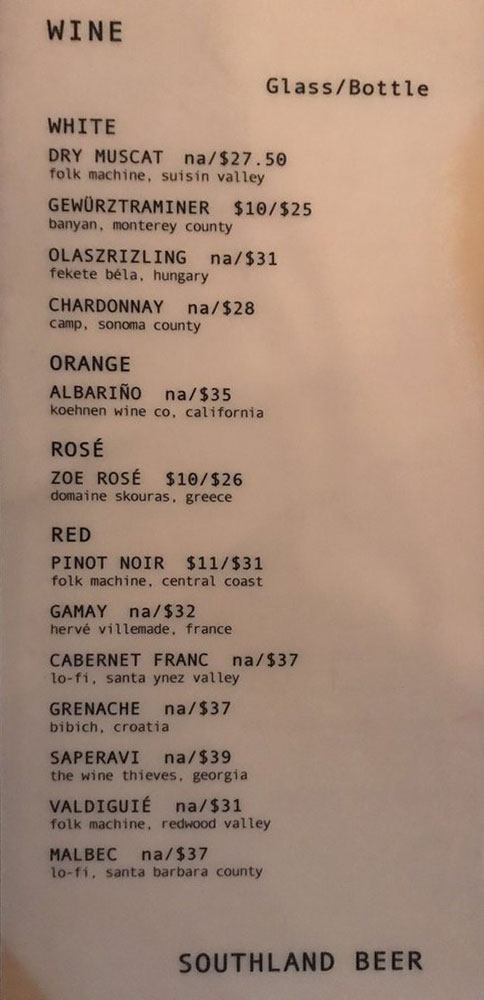 WINE
Glass/Bottle
WHITE
DRY MUSCAT na/$27.50
folk machine, suisin valley
GEWÜRZTRAMINER $10/$25
banyan, monterey county
OLASZRIZLING na/$31
fekete béla, hungary
CHARDONNAY na/$28
camp, sonoma county
ORANGE
ALBARIÑO na/$35
koehnen wine co, california
ROSÉ
ZOE ROSÉ $10/$26
domaine skouras, greece
RED
PINOT NOIR $11/$31
folk machine, central coast
GAMAY na/$32
hervé villemade, france
CABERNET FRANC na/$37
lo-fi, santa ynez valley
GRENACHE na/$37
bibich, croatia
SAPERAVI na/$39
the wine thieves, georgia
VALDIGUIÉ na/$31
folk machine, redwood valley
MALBEC na/$37
lo-fi, santa barbara county
SOUTHLAND BEER